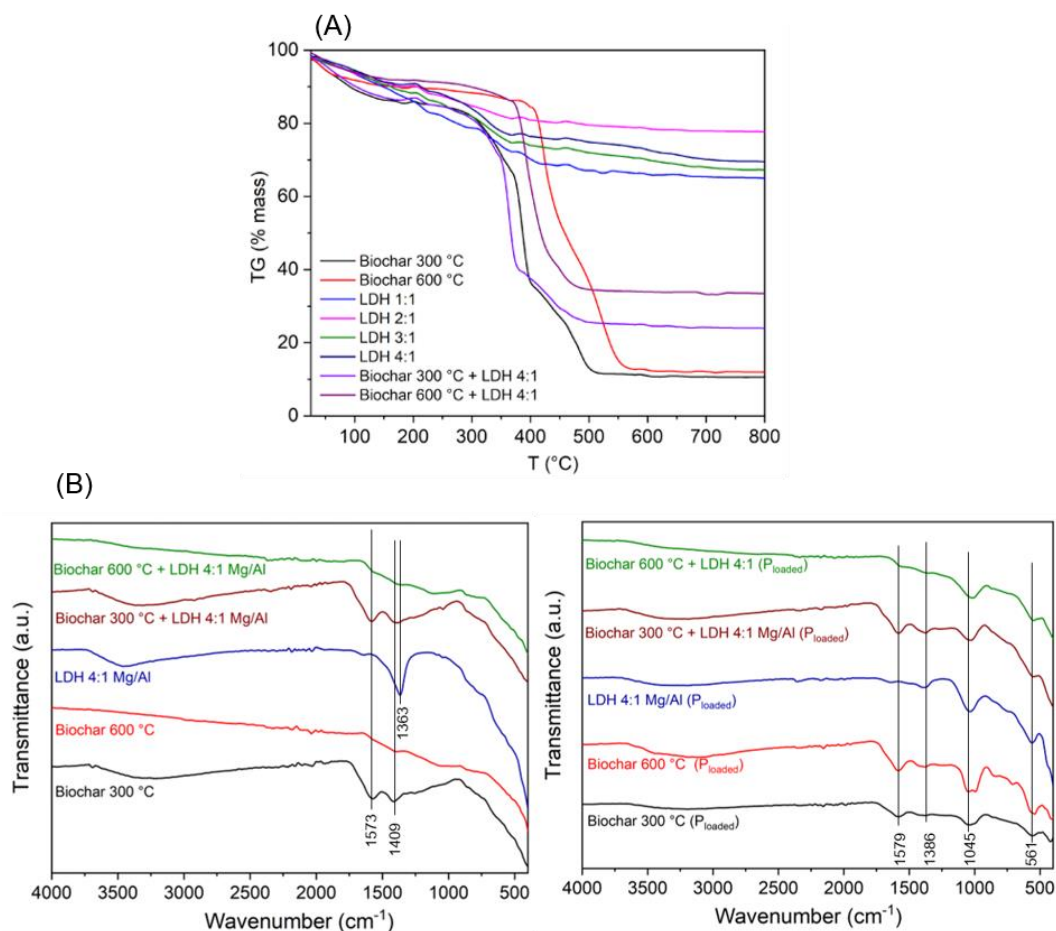 (A)
100
80
60
40
20
0
TG (% mass)
Biochar 300 °C
Biochar 600 °C
LDH 1:1
LDH 2:1
LDH 3:1
LDH 4:1
Biochar 300 °C + LDH 4:1
Biochar 600 °C + LDH 4:1
100 200 300 400 500 600 700 800
T (°C)
(B)
Transmittance (a.u.)
Biochar 600 °C + LDH 4:1 Mg/Al
Biochar 300 °C + LDH 4:1 Mg/Al
LDH 4:1 Mg/Al
Biochar 600 °C
Biochar 300 °C
1573
1409
1363
4000 3500 3000 2500 2000 1500 1000 500
Wavenumber (cm⁻¹)
Transmittance (a.u.)
Biochar 600 °C + LDH 4:1 (Ploaded)
Biochar 300 °C + LDH 4:1 Mg/Al (Ploaded)
LDH 4:1 Mg/Al (Ploaded)
Biochar 600 °C (Ploaded)
Biochar 300 °C (Ploaded)
1579
1386
1045
561
4000 3500 3000 2500 2000 1500 1000 500
Wavenumber (cm⁻¹)